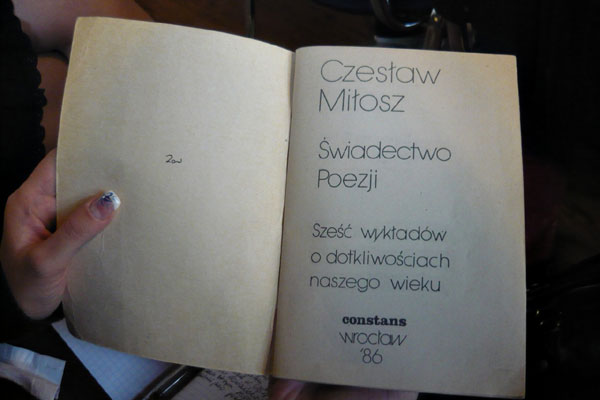 Czesław
Miłosz
Świadectwo
Poezji
Sześć wykładów
o dotkliwościach
naszego wieku
constans
wrocław
'86